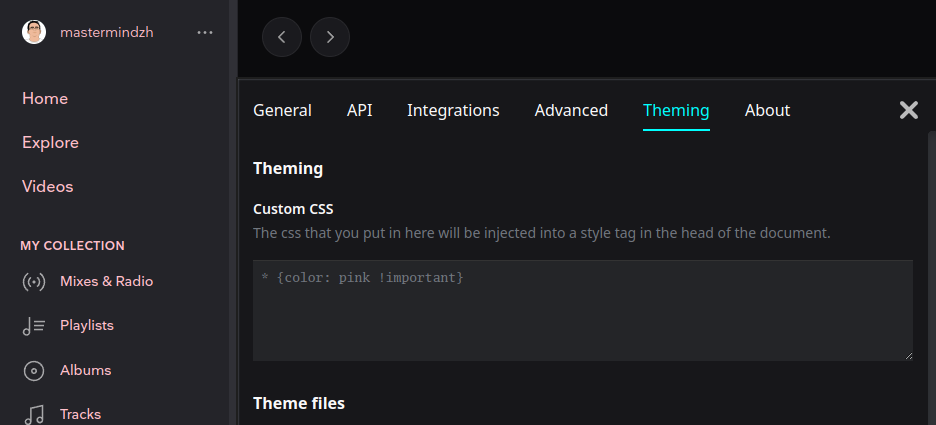 mastermindzh
Home
Explore
Videos
MY COLLECTION
Mixes & Radio
Playlists
Albums
Tracks
General API Integrations Advanced Theming About
Theming
Custom CSS
The css that you put in here will be injected into a style tag in the head of the document.
* {color: pink !important}
Theme files